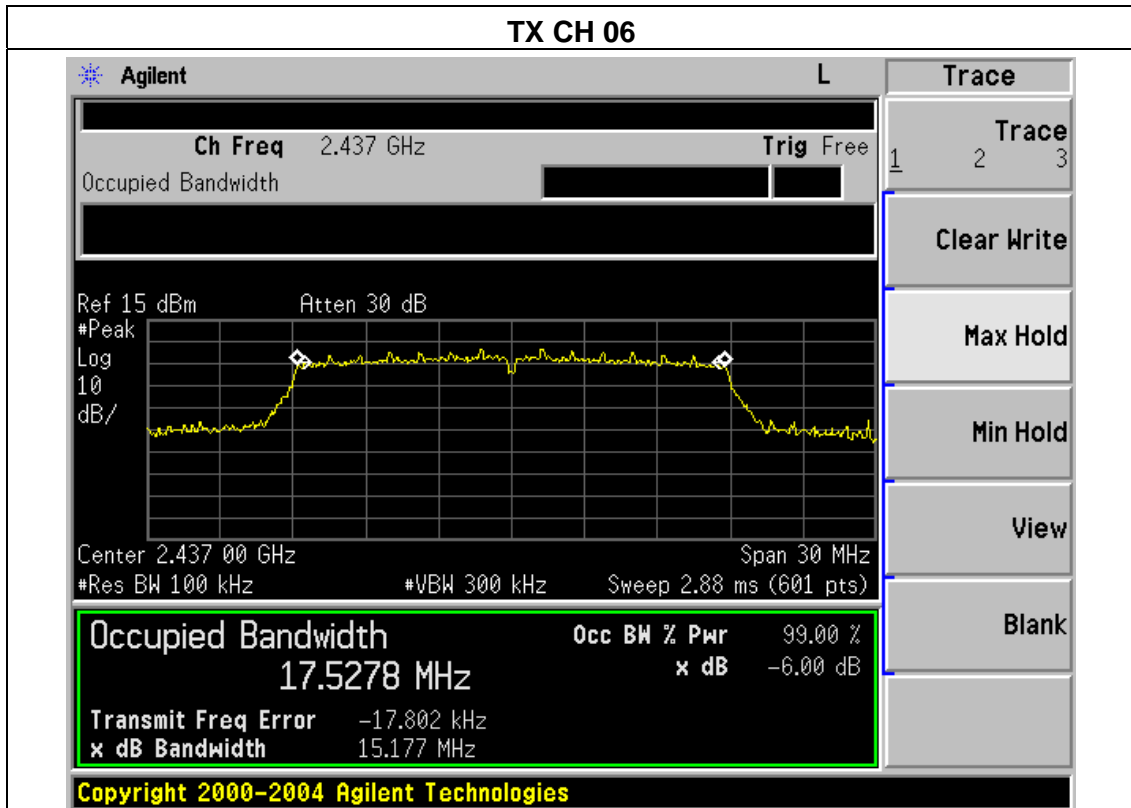 TX CH 06
Agilent L Trace
Ch Freq 2.437 GHz Trig Free
Occupied Bandwidth
Trace
1 2 3
Clear Write
Ref 15 dBm Atten 30 dB
#Peak
Log
10
dB/
Max Hold
Min Hold
View
Center 2.437 00 GHz Span 30 MHz
#Res BW 100 kHz #VBW 300 kHz Sweep 2.88 ms (601 pts)
Occupied Bandwidth Occ BW % Pwr 99.00 %
17.5278 MHz x dB -6.00 dB
Blank
Transmit Freq Error -17.802 kHz
x dB Bandwidth 15.177 MHz
Copyright 2000-2004 Agilent Technologies